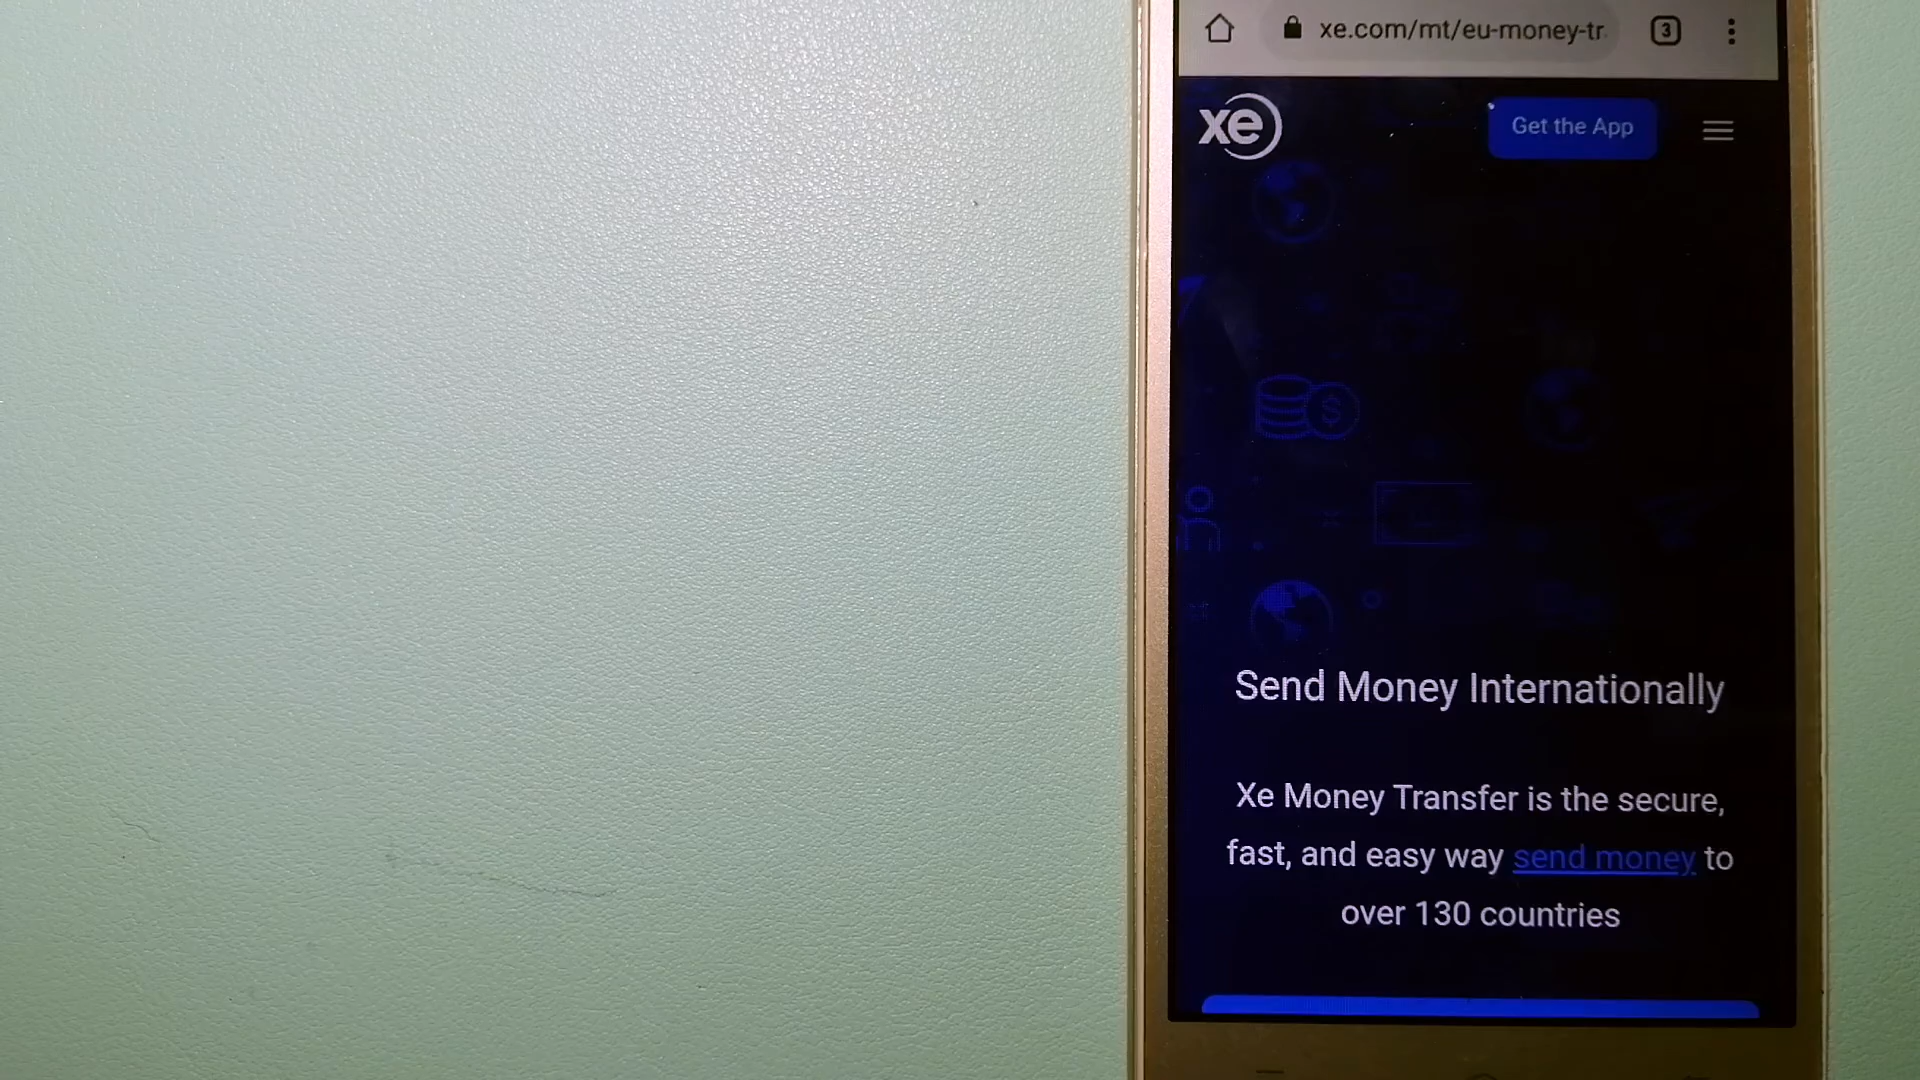 xe.com/mt/eu-money-tr
3
xe
Get the App
$
Send Money Internationally
Xe Money Transfer is the secure,
fast, and easy way send money to
over 130 countries